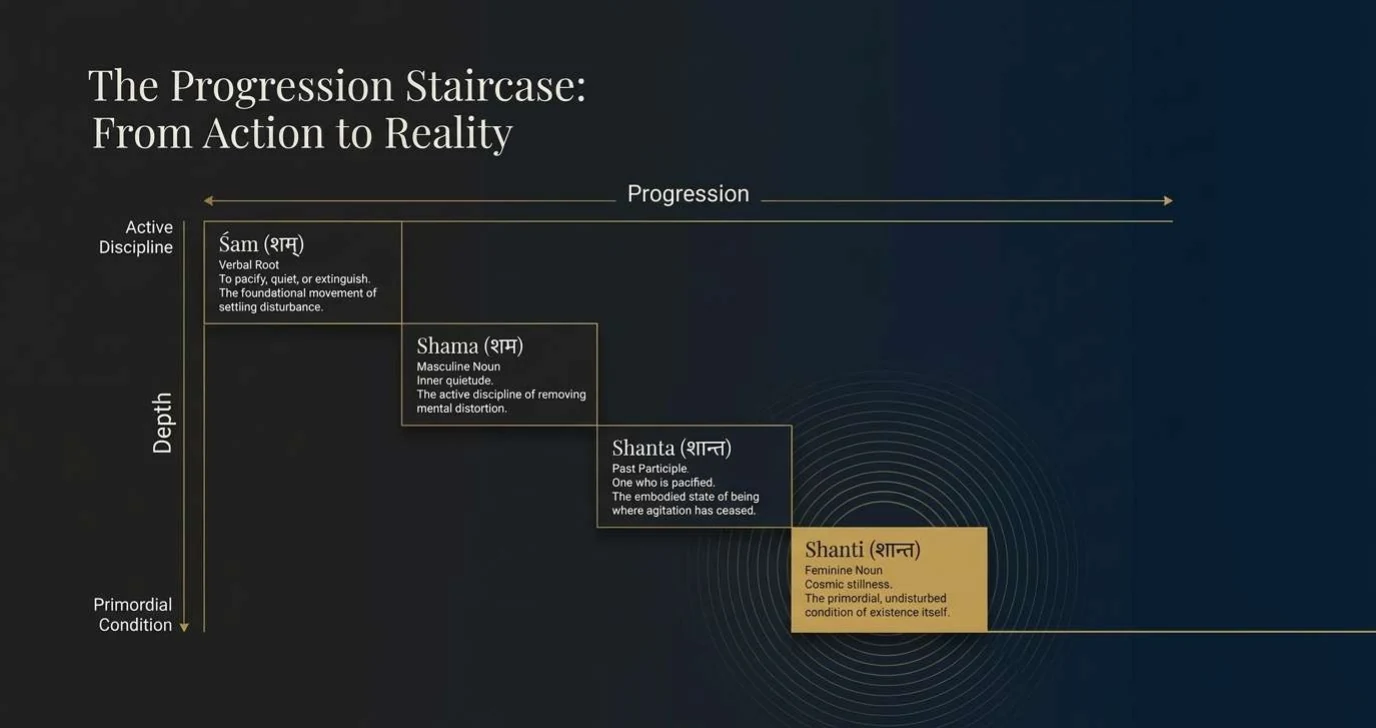 The Progression Staircase:
From Action to Reality
Progression
Active
Discipline
Depth
Primordial
Condition
Śam (शम्)
Verbal Root
To pacify, quiet, or extinguish.
The foundational movement of
settling disturbance.
Shama (शम)
Masculine Noun
Inner quietude.
The active discipline of removing
mental distortion.
Shanta (शान्त)
Past Participle
One who is pacified.
The embodied state of being
where agitation has ceased.
Shanti (शान्त)
Feminine Noun
Cosmic stillness.
The primordial, undisturbed
condition of existence itself.